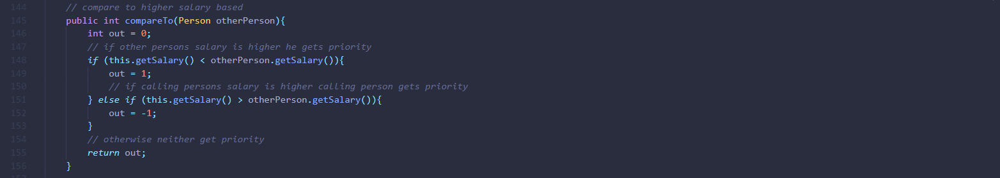 144 // compare to higher salary based
145 public int compareTo(Person otherPerson){
146 int out = 0;
147 // if other persons salary is higher he gets priority
148 if (this.getSalary() < otherPerson.getSalary()){
149 out = 1;
150 // if calling persons salary is higher calling person gets priority
151 } else if (this.getSalary() > otherPerson.getSalary()){
152 out = -1;
153 }
154 // otherwise neither get priority
155 return out;
156 }